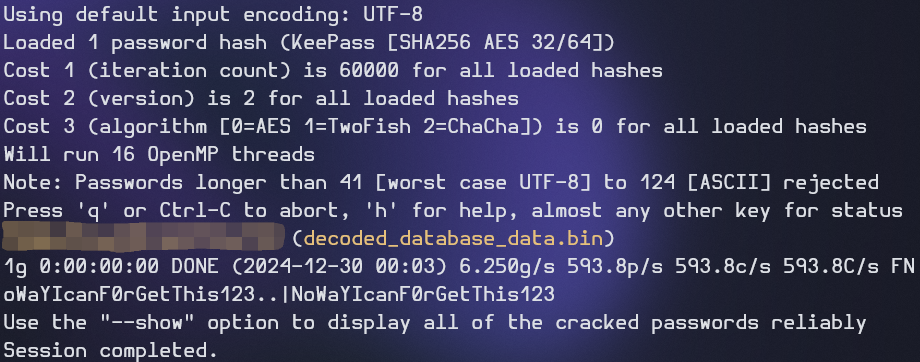 Using default input encoding: UTF-8
Loaded 1 password hash (KeePass [SHA256 AES 32/64])
Cost 1 (iteration count) is 60000 for all loaded hashes
Cost 2 (version) is 2 for all loaded hashes
Cost 3 (algorithm [0=AES 1=TwoFish 2=ChaCha]) is 0 for all loaded hashes
Will run 16 OpenMP threads
Note: Passwords longer than 41 [worst case UTF-8] to 124 [ASCII] rejected
Press 'q' or Ctrl-C to abort, 'h' for help, almost any other key for status
(decoded_database_data.bin)
1g 0:00:00:00 DONE (2024-12-30 00:03) 6.250g/s 593.8p/s 593.8c/s 593.8C/s FN
oWaYIcanF0rGetThis123..|NoWaYIcanF0rGetThis123
Use the "--show" option to display all of the cracked passwords reliably
Session completed.